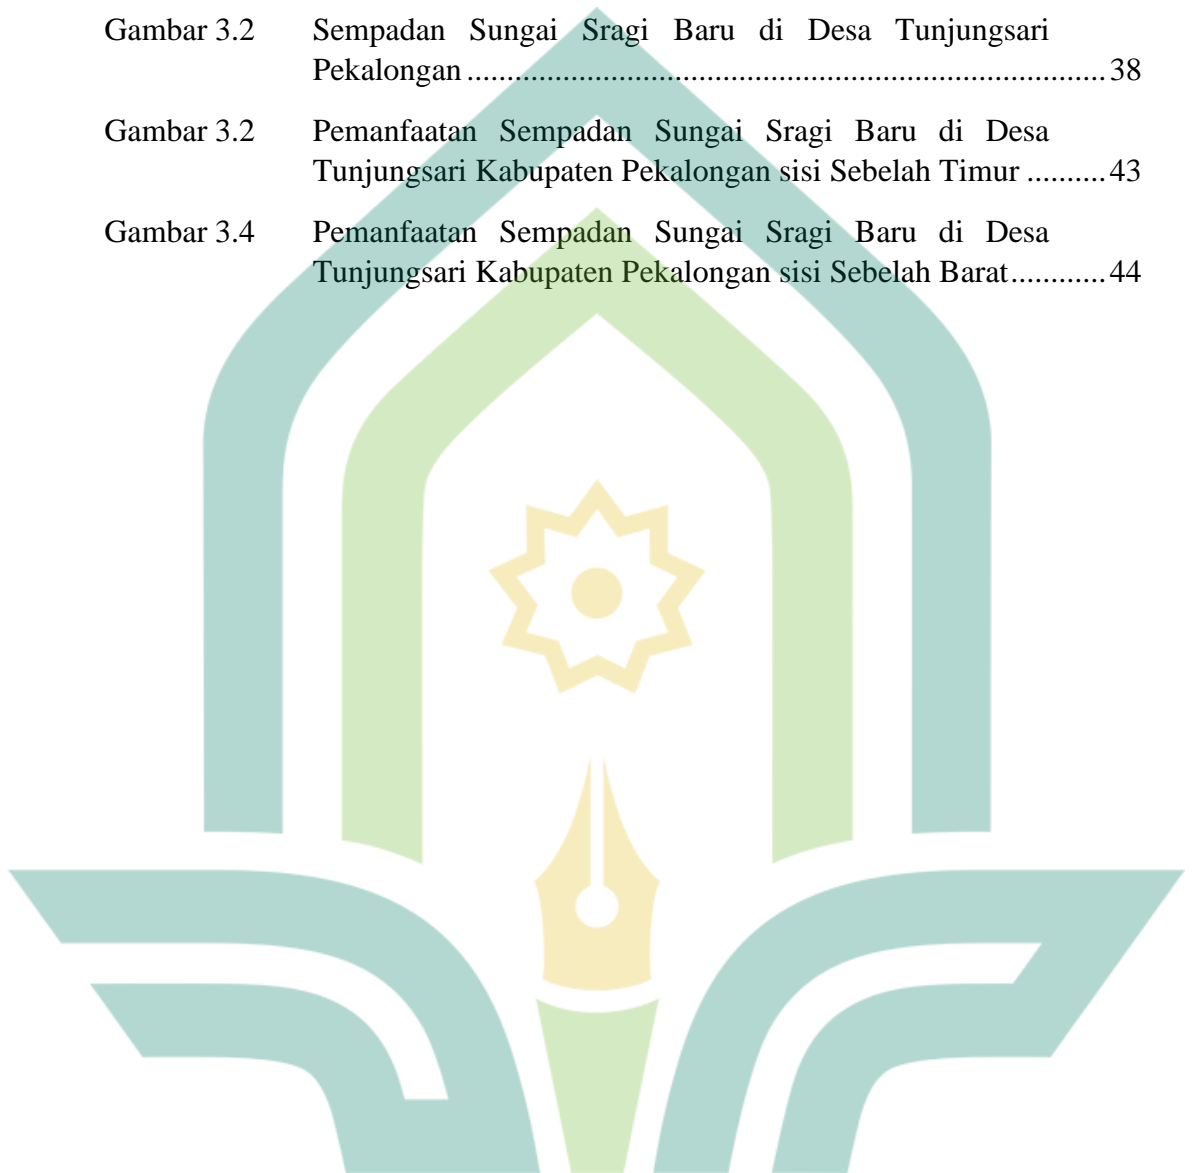 Gambar 3.2 Sempadan Sungai Sragi Baru di Desa Tunjungsari
Pekalongan ................................................................................ 38
Gambar 3.2 Pemanfaatan Sempadan Sungai Sragi Baru di Desa
Tunjungsari Kabupaten Pekalongan sisi Sebelah Timur .......... 43
Gambar 3.4 Pemanfaatan Sempadan Sungai Sragi Baru di Desa
Tunjungsari Kabupaten Pekalongan sisi Sebelah Barat ............ 44